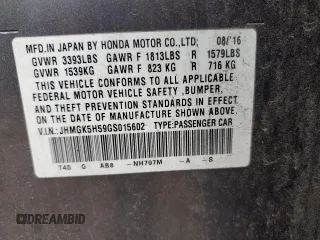 MFD. IN JAPAN BY HONDA MOTOR CO.,LTD. 08/16
GVWR 3393LBS GAWR F 1813LBS R 1579LBS
GVWR 1539KG GAWR F 823 KG R 716 KG
THIS VEHICLE CONFORMS TO ALL APPLICABLE
FEDERAL MOTOR VEHICLE SAFETY ,BUMPER,
AND THEFT PREVENTION STANDARDS IN EFFECT
ON THE DATE OF MANUFACTURE SHOWN ABOVE.
V.I.N.:JHMGK5H59GS015602 TYPE:PASSENGER CAR
T4S 0 AB8 -NH797M -A -S
DREAMBID